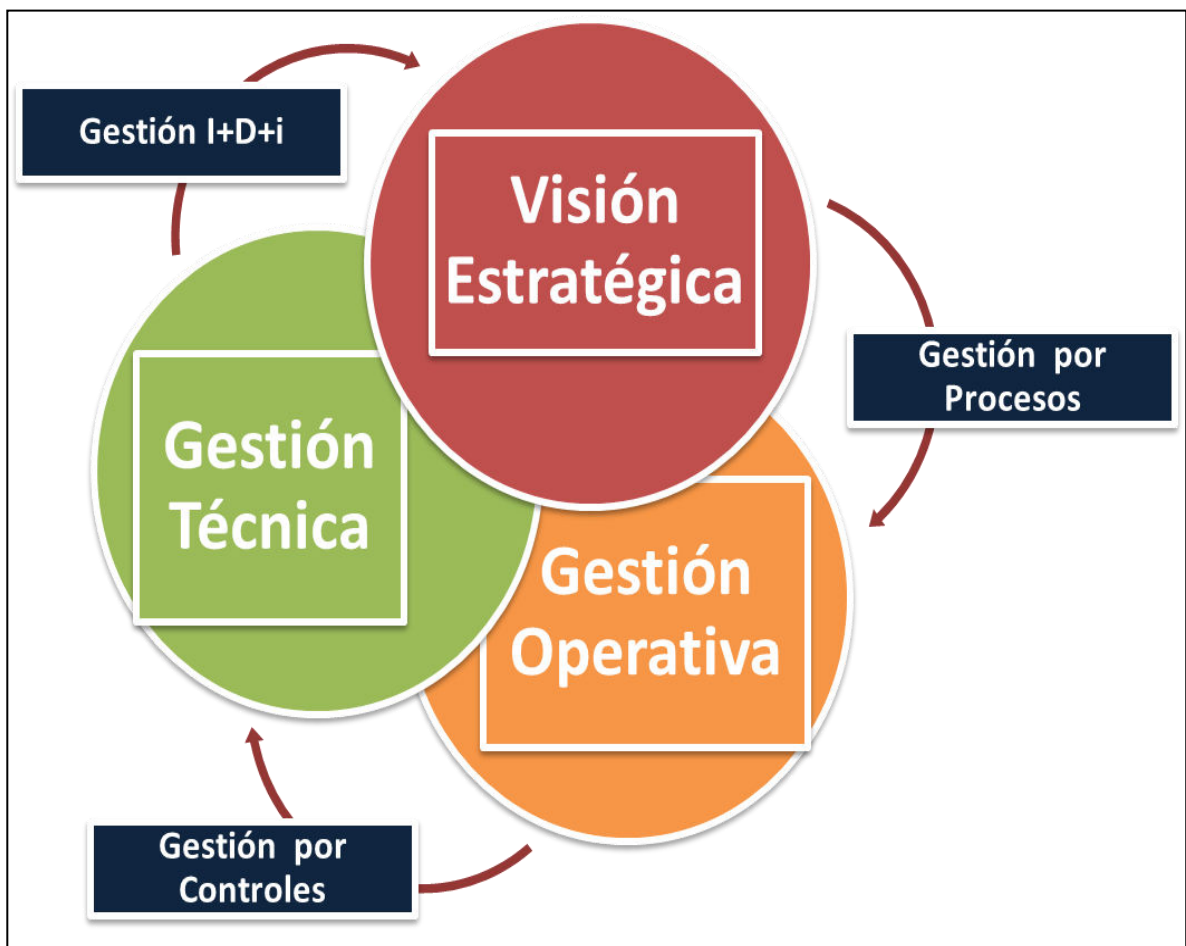 Gestión I+D+i
Visión
Estratégica
Gestión por
Procesos
Gestión
Técnica
Gestión
Operativa
Gestión por
Controles